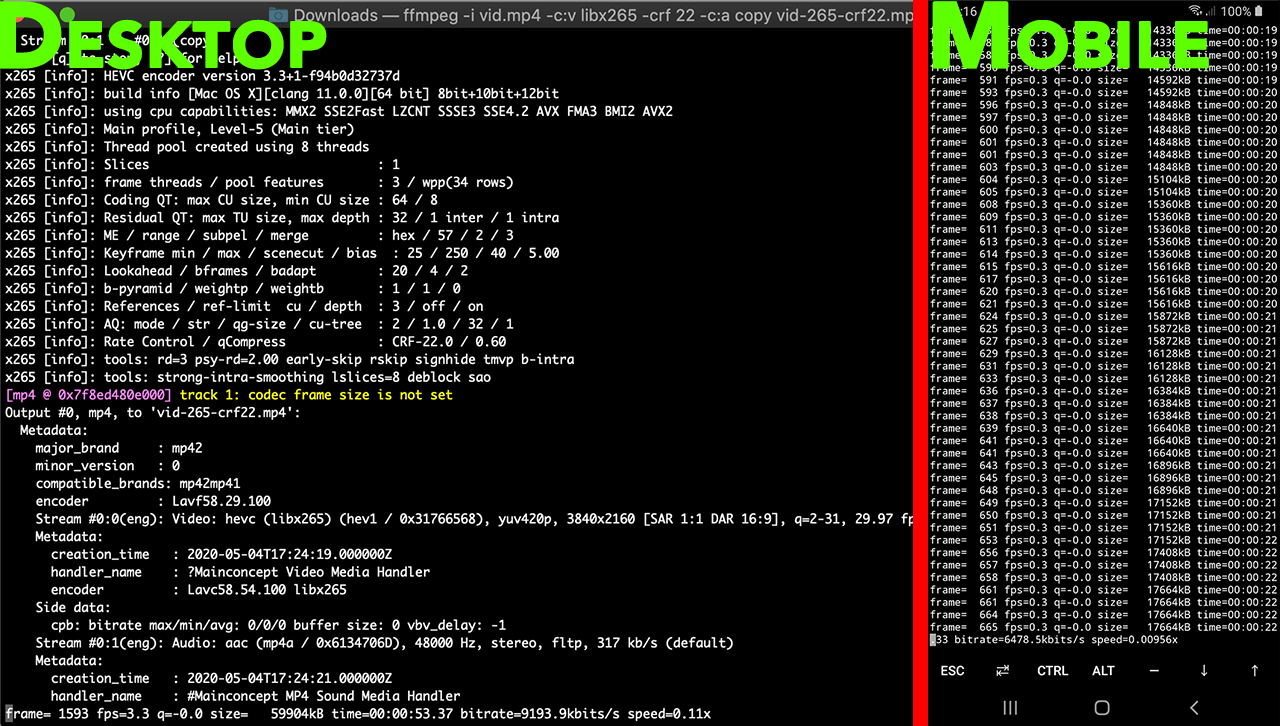 DESKTOP
Downloads — ffmpeg -i vid.mp4 -c:v libx265 -crf 22 -c:a copy vid-265-crf22.mp
Stream #0:1 #0: (copy
[q] to for help
x265 [info]: HEVC encoder version 3.3+1-f94b0d32737d
x265 [info]: build info [Mac OS X][clang 11.0.0][64 bit] 8bit+10bit+12bit
x265 [info]: using cpu capabilities: MMX2 SSE2Fast LZCNT SSSE3 SSE4.2 AVX FMA3 BMI2 AVX2
x265 [info]: Main profile, Level-5 (Main tier)
x265 [info]: Thread pool created using 8 threads
x265 [info]: Slices : 1
x265 [info]: frame threads / pool features : 3 / wpp(34 rows)
x265 [info]: Coding QT: max CU size, min CU size : 64 / 8
x265 [info]: Residual QT: max TU size, max depth : 32 / 1 inter / 1 intra
x265 [info]: ME / range / subpel / merge : hex / 57 / 2 / 3
x265 [info]: Keyframe min / max / scenecut / bias : 25 / 250 / 40 / 5.00
x265 [info]: Lookahead / bframes / badapt : 20 / 4 / 2
x265 [info]: b-pyramid / weightp / weightb : 1 / 1 / 0
x265 [info]: References / ref-limit cu / depth : 3 / off / on
x265 [info]: AQ: mode / str / qg-size / cu-tree : 2 / 1.0 / 32 / 1
x265 [info]: Rate Control / qCompress : CRF-22.0 / 0.60
x265 [info]: tools: rd=3 psy-rd=2.00 early-skip rskip signhide tmvp b-intra
x265 [info]: tools: strong-intra-smoothing lslices=8 deblock sao
[mp4 @ 0x7f8ed480e000] track 1: codec frame size is not set
Output #0, mp4, to 'vid-265-crf22.mp4':
Metadata:
major_brand : mp42
minor_version : 0
compatible_brands: mp42mp41
encoder : Lavf58.29.100
Stream #0:0(eng): Video: hevc (libx265) (hev1 / 0x31766568), yuv420p, 3840x2160 [SAR 1:1 DAR 16:9], q=2-31, 29.97 fp
Metadata:
creation_time : 2020-05-04T17:24:19.000000Z
handler_name : ?Mainconcept Video Media Handler
encoder : Lavc58.54.100 libx265
Side data:
cpb: bitrate max/min/avg: 0/0/0 buffer size: 0 vbv_delay: -1
Stream #0:1(eng): Audio: aac (mp4a / 0x6134706D), 48000 Hz, stereo, fltp, 317 kb/s (default)
Metadata:
creation_time : 2020-05-04T17:24:21.000000Z
handler_name : #Mainconcept MP4 Sound Media Handler
frame= 1593 fps=3.3 q=-0.0 size= 59904kB time=00:00:53.37 bitrate=9193.9kbits/s speed=0.11x
MOBILE
:16 100%
time=00:00:19
14336kB time=00:00:19
14336kB time=00:00:19
frame= 590 fps=0.3 q=-0.0 size= 14336kB time=00:00:19
frame= 591 fps=0.3 q=-0.0 size= 14592kB time=00:00:19
frame= 593 fps=0.3 q=-0.0 size= 14592kB time=00:00:20
frame= 596 fps=0.3 q=-0.0 size= 14848kB time=00:00:20
frame= 597 fps=0.3 q=-0.0 size= 14848kB time=00:00:20
frame= 600 fps=0.3 q=-0.0 size= 14848kB time=00:00:20
frame= 601 fps=0.3 q=-0.0 size= 14848kB time=00:00:20
frame= 601 fps=0.3 q=-0.0 size= 14848kB time=00:00:20
frame= 603 fps=0.3 q=-0.0 size= 14848kB time=00:00:20
frame= 604 fps=0.3 q=-0.0 size= 15104kB time=00:00:20
frame= 605 fps=0.3 q=-0.0 size= 15104kB time=00:00:20
frame= 608 fps=0.3 q=-0.0 size= 15360kB time=00:00:20
frame= 609 fps=0.3 q=-0.0 size= 15360kB time=00:00:20
frame= 611 fps=0.3 q=-0.0 size= 15360kB time=00:00:20
frame= 613 fps=0.3 q=-0.0 size= 15360kB time=00:00:20
frame= 614 fps=0.3 q=-0.0 size= 15360kB time=00:00:20
frame= 615 fps=0.3 q=-0.0 size= 15616kB time=00:00:20
frame= 617 fps=0.3 q=-0.0 size= 15616kB time=00:00:20
frame= 620 fps=0.3 q=-0.0 size= 15616kB time=00:00:20
frame= 621 fps=0.3 q=-0.0 size= 15616kB time=00:00:20
frame= 624 fps=0.3 q=-0.0 size= 15872kB time=00:00:21
frame= 625 fps=0.3 q=-0.0 size= 15872kB time=00:00:21
frame= 627 fps=0.3 q=-0.0 size= 15872kB time=00:00:21
frame= 629 fps=0.3 q=-0.0 size= 16128kB time=00:00:21
frame= 631 fps=0.3 q=-0.0 size= 16128kB time=00:00:21
frame= 633 fps=0.3 q=-0.0 size= 16128kB time=00:00:21
frame= 636 fps=0.3 q=-0.0 size= 16384kB time=00:00:21
frame= 637 fps=0.3 q=-0.0 size= 16384kB time=00:00:21
frame= 638 fps=0.3 q=-0.0 size= 16384kB time=00:00:21
frame= 639 fps=0.3 q=-0.0 size= 16640kB time=00:00:21
frame= 641 fps=0.3 q=-0.0 size= 16640kB time=00:00:21
frame= 641 fps=0.3 q=-0.0 size= 16640kB time=00:00:21
frame= 643 fps=0.3 q=-0.0 size= 16896kB time=00:00:21
frame= 645 fps=0.3 q=-0.0 size= 16896kB time=00:00:21
frame= 648 fps=0.3 q=-0.0 size= 16896kB time=00:00:21
frame= 649 fps=0.3 q=-0.0 size= 17152kB time=00:00:21
frame= 650 fps=0.3 q=-0.0 size= 17152kB time=00:00:21
frame= 651 fps=0.3 q=-0.0 size= 17152kB time=00:00:21
frame= 653 fps=0.3 q=-0.0 size= 17152kB time=00:00:22
frame= 656 fps=0.3 q=-0.0 size= 17408kB time=00:00:22
frame= 657 fps=0.3 q=-0.0 size= 17408kB time=00:00:22
frame= 658 fps=0.3 q=-0.0 size= 17408kB time=00:00:22
frame= 661 fps=0.3 q=-0.0 size= 17664kB time=00:00:22
frame= 661 fps=0.3 q=-0.0 size= 17664kB time=00:00:22
frame= 664 fps=0.3 q=-0.0 size= 17664kB time=00:00:22
frame= 665 fps=0.3 q=-0.0 size= 17664kB time=00:00:22
33 bitrate=6478.5kbits/s speed=0.00956x
ESC ⇄ CTRL ALT — ↓ ↑